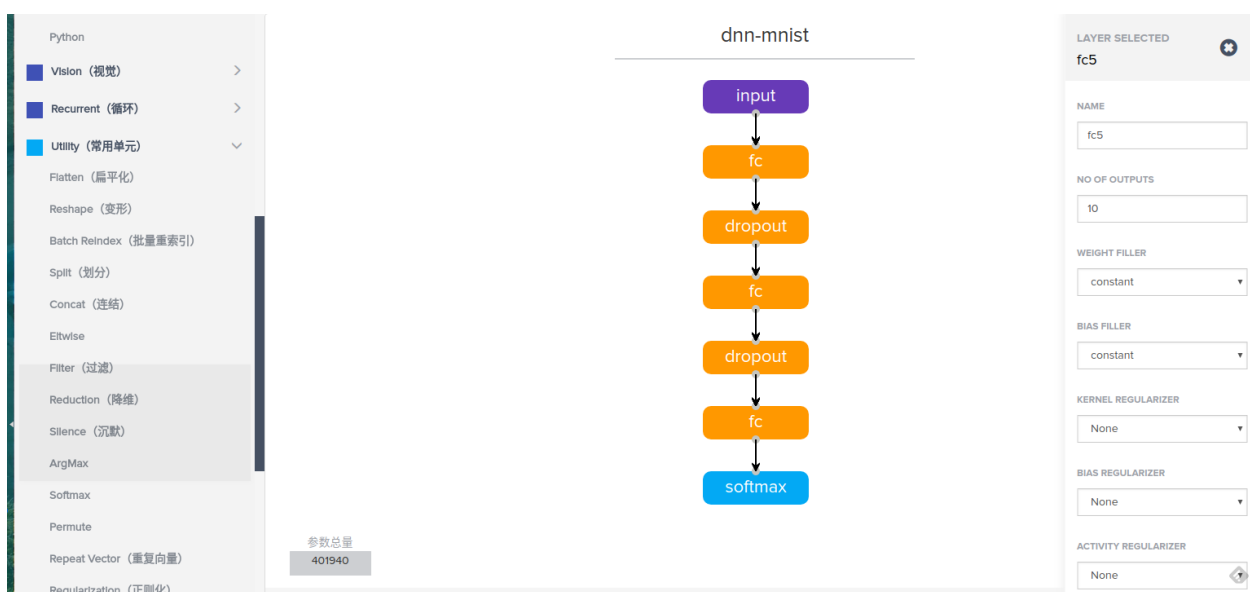 Python
Vision（视觉）
Recurrent（循环）
Utility（常用单元）
Flatten（扁平化）
Reshape（变形）
Batch Reindex（批量重索引）
Split（划分）
Concat（连结）
Eltwise
Filter（过滤）
Reduction（降维）
Silence（沉默）
ArgMax
Softmax
Permute
Repeat Vector（重复向量）
Regularization（正则化）
dnn-mnist
input
fc
dropout
fc
dropout
fc
softmax
参数总量
401940
LAYER SELECTED
fc5
NAME
fc5
NO OF OUTPUTS
10
WEIGHT FILLER
constant
BIAS FILLER
constant
KERNEL REGULARIZER
None
BIAS REGULARIZER
None
ACTIVITY REGULARIZER
None